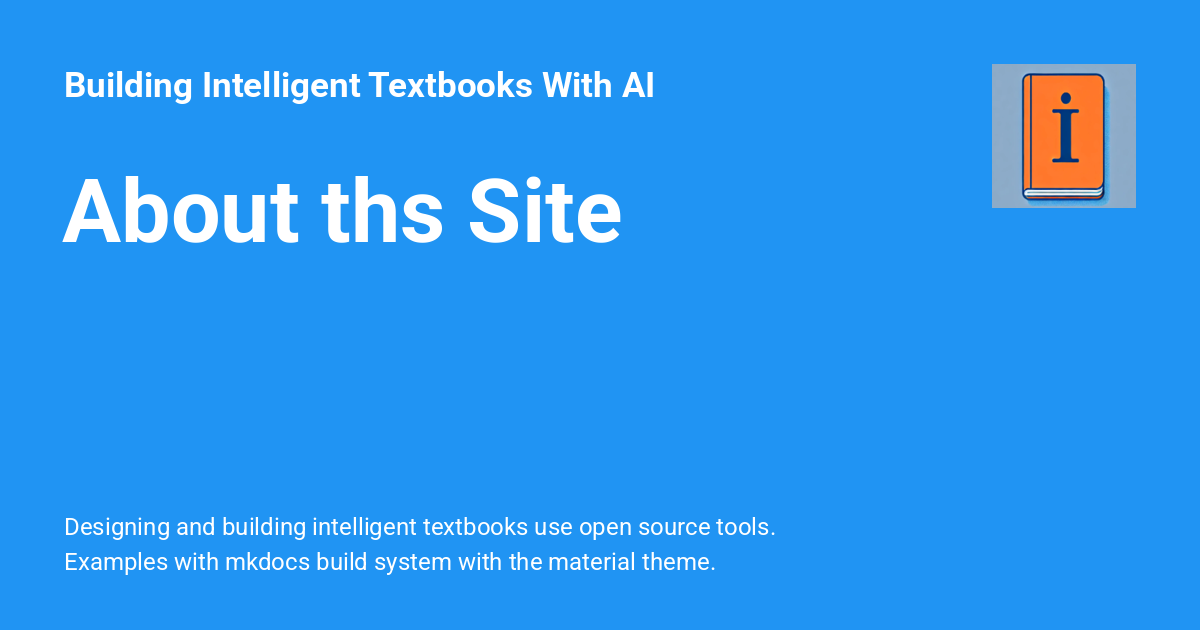 Building Intelligent Textbooks With AI
i
About ths Site
Designing and building intelligent textbooks use open source tools.
Examples with mkdocs build system with the material theme.